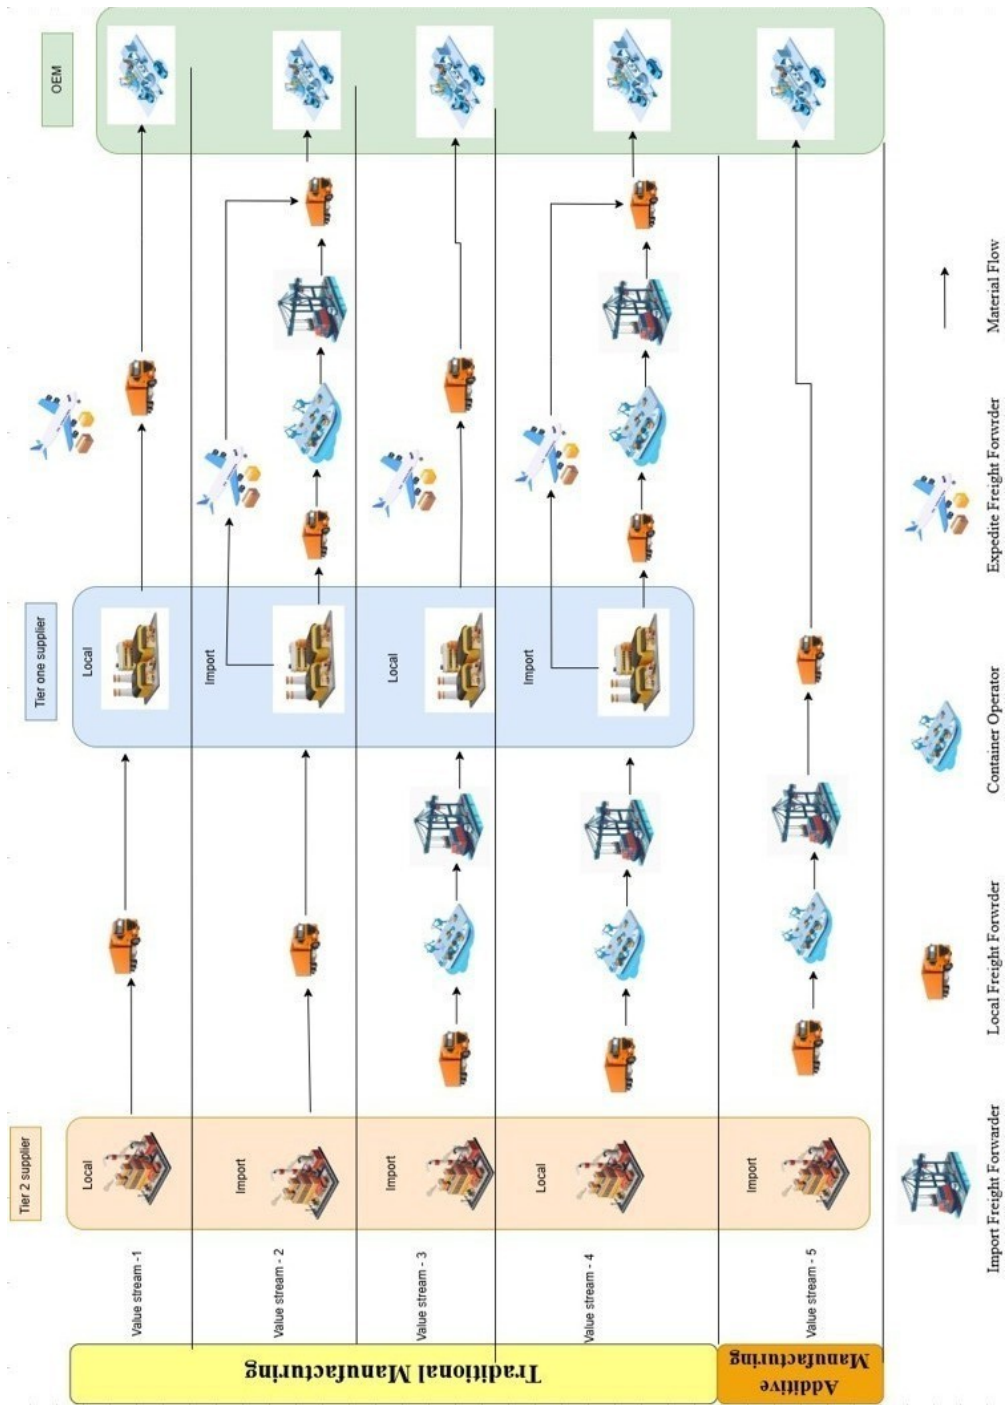 Tier 2 supplier
Tier one supplier
OEM
Traditional Manufacturing
Value stream -1
Local
Local
Value stream - 2
Import
Import
Value stream - 3
Import
Local
Value stream - 4
Local
Import
Additive
Manufacturing
Value stream - 5
Import
Import Freight Forwarder
Local Freight Forwrder
Container Operator
Expedite Freight Forwrder
Material Flow